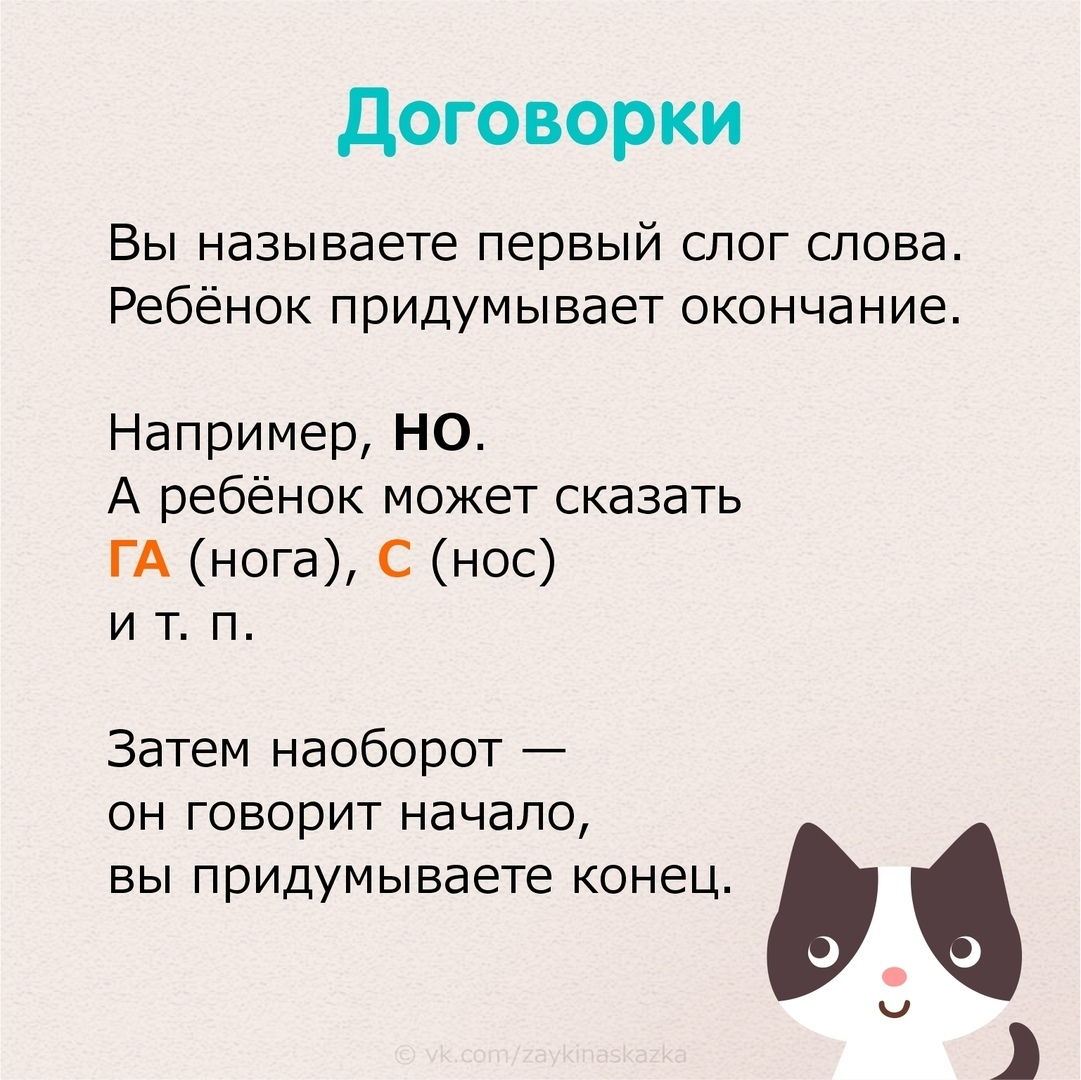 Договорки
Вы называете первый слог слова.
Ребёнок придумывает окончание.
Например, НО.
А ребёнок может сказать
ГА (нога), С (нос)
и т. п.
Затем наоборот —
он говорит начало,
вы придумываете конец.
© vk.com/zaykinaskazka